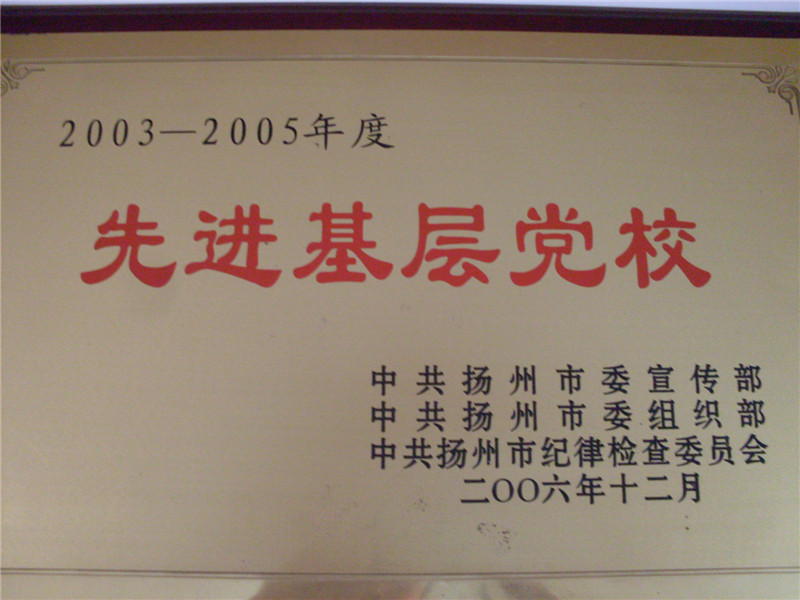 2003—2005年度
先进基层党校
中共扬州市委宣传部
中共扬州市委组织部
中共扬州市纪律检查委员会
二〇〇六年十二月